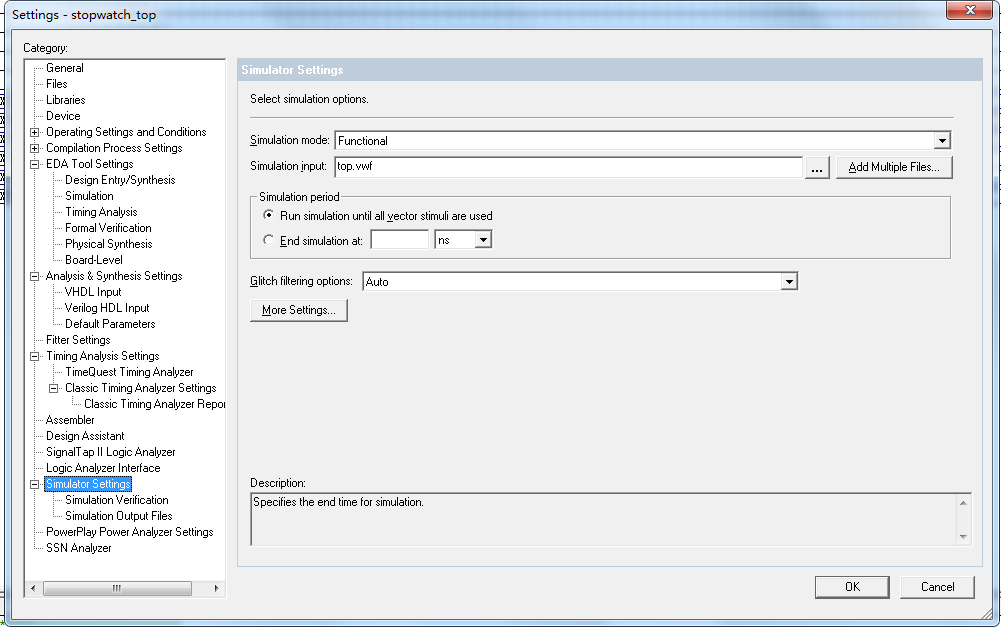 Settings - stopwatch_top
Category:
General
Files
Libraries
Device
Operating Settings and Conditions
Compilation Process Settings
EDA Tool Settings
Design Entry/Synthesis
Simulation
Timing Analysis
Formal Verification
Physical Synthesis
Board-Level
Analysis & Synthesis Settings
VHDL Input
Verilog HDL Input
Default Parameters
Fitter Settings
Timing Analysis Settings
TimeQuest Timing Analyzer
Classic Timing Analyzer Settings
Classic Timing Analyzer Repor
Assembler
Design Assistant
SignalTap II Logic Analyzer
Logic Analyzer Interface
Simulator Settings
Simulation Verification
Simulation Output Files
PowerPlay Power Analyzer Settings
SSN Analyzer
Simulator Settings
Select simulation options.
Simulation mode: Functional
Simulation input: top.vwf ... Add Multiple Files...
Simulation period
Run simulation until all vector stimuli are used
End simulation at: ns
Glitch filtering options: Auto
More Settings...
Description:
Specifies the end time for simulation.
OK Cancel